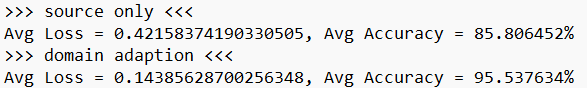 >>> source only <<<
Avg Loss = 0.42158374190330505, Avg Accuracy = 85.806452%
>>> domain adaption <<<
Avg Loss = 0.14385628700256348, Avg Accuracy = 95.537634%